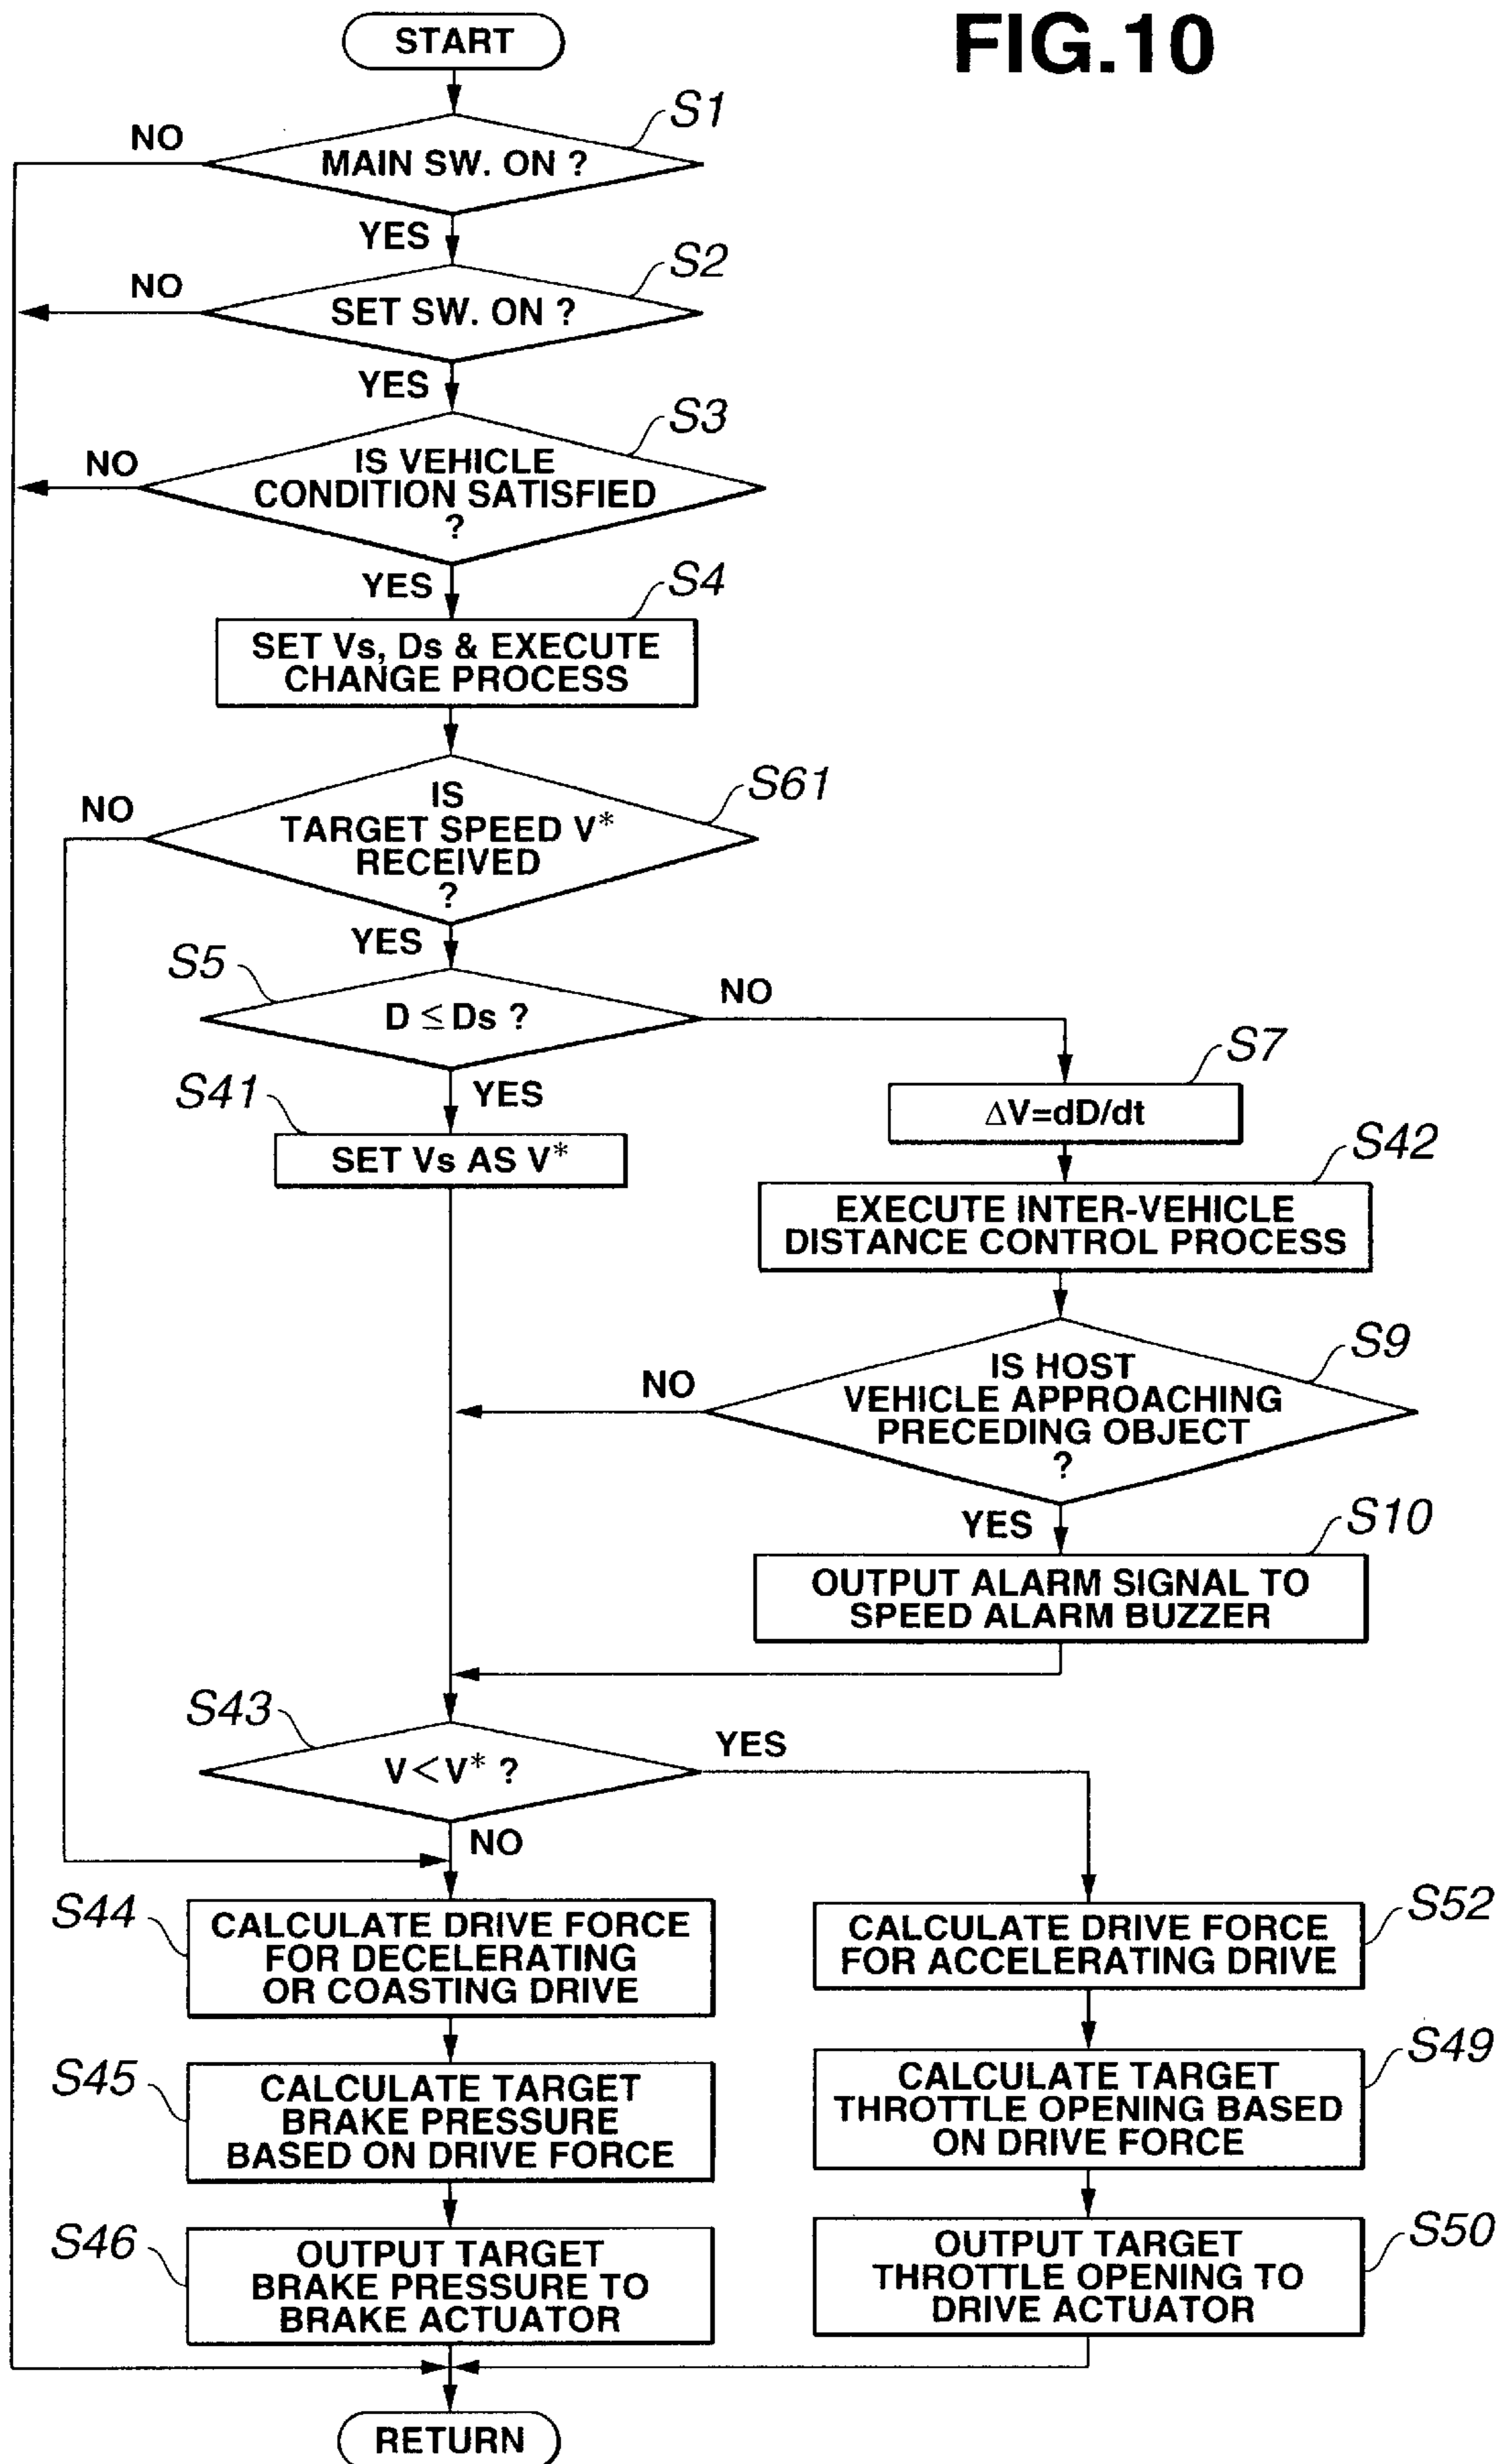 FIG.10
START
S1
NO
MAIN SW. ON ?
YES
S2
NO
SET SW. ON ?
YES
S3
NO
IS VEHICLE
CONDITION SATISFIED
?
YES
S4
SET Vs, Ds & EXECUTE
CHANGE PROCESS
S61
NO
IS
TARGET SPEED V*
RECEIVED
?
YES
S5
D ≦ Ds ?
NO
YES
S7
ΔV=dD/dt
S41
SET Vs AS V*
S42
EXECUTE INTER-VEHICLE
DISTANCE CONTROL PROCESS
S9
NO
IS HOST
VEHICLE APPROACHING
PRECEDING OBJECT
?
YES
S10
OUTPUT ALARM SIGNAL TO
SPEED ALARM BUZZER
S43
V<V* ?
YES
NO
S44
CALCULATE DRIVE FORCE
FOR DECELERATING
OR COASTING DRIVE
S52
CALCULATE DRIVE FORCE
FOR ACCELERATING DRIVE
S45
CALCULATE TARGET
BRAKE PRESSURE
BASED ON DRIVE FORCE
S49
CALCULATE TARGET
THROTTLE OPENING BASED
ON DRIVE FORCE
S46
OUTPUT TARGET
BRAKE PRESSURE TO
BRAKE ACTUATOR
S50
OUTPUT TARGET
THROTTLE OPENING TO
DRIVE ACTUATOR
RETURN